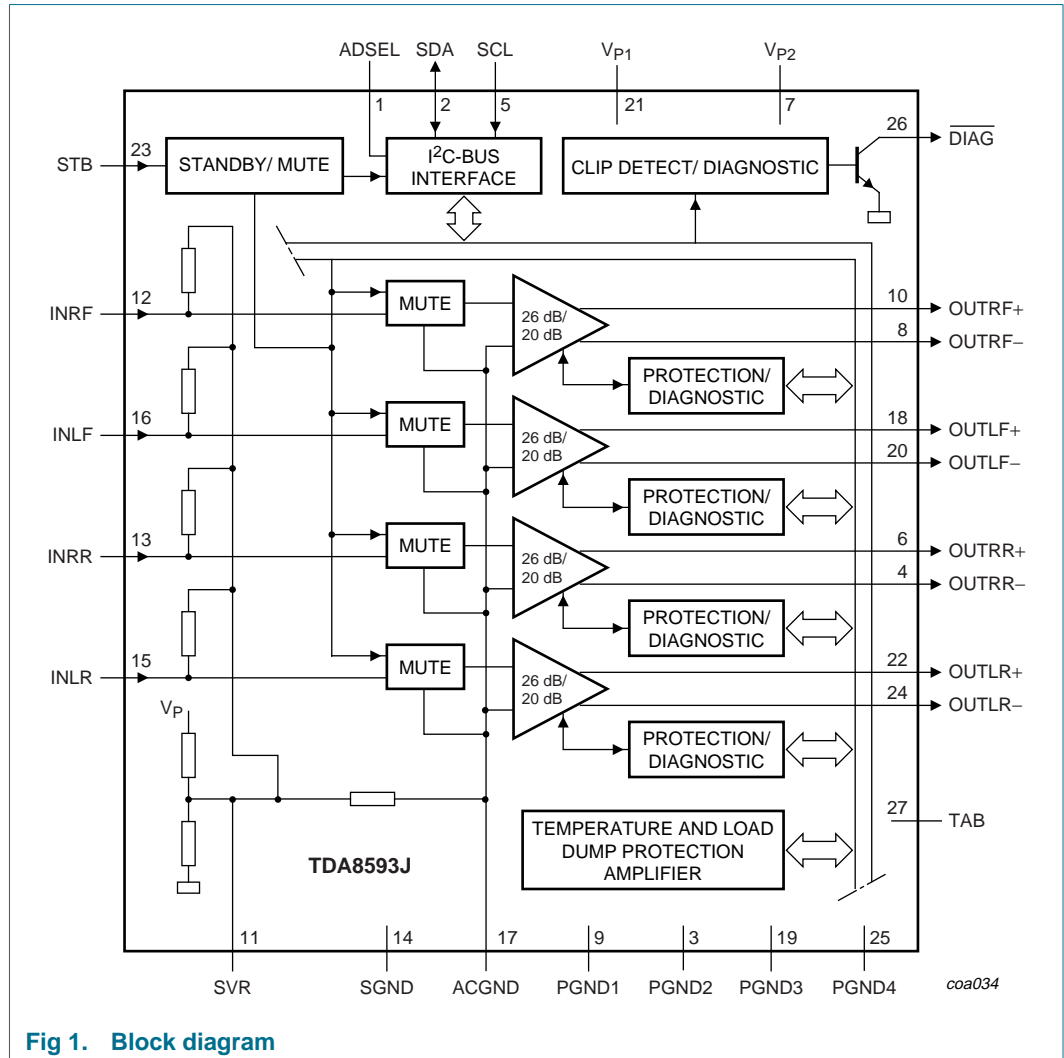 ADSEL SDA SCL VP1 VP2
1 2 5 21 7
26 DIAG
STB 23 STANDBY/ MUTE
I2C-BUS
INTERFACE
CLIP DETECT/ DIAGNOSTIC
INRF 12
MUTE
26 dB/
20 dB
10 OUTRF+
8 OUTRF−
PROTECTION/
DIAGNOSTIC
INLF 16
MUTE
26 dB/
20 dB
18 OUTLF+
20 OUTLF−
PROTECTION/
DIAGNOSTIC
INRR 13
MUTE
26 dB/
20 dB
6 OUTRR+
4 OUTRR−
PROTECTION/
DIAGNOSTIC
INLR 15
MUTE
26 dB/
20 dB
22 OUTLR+
24 OUTLR−
PROTECTION/
DIAGNOSTIC
VP
27 TAB
TEMPERATURE AND LOAD
DUMP PROTECTION
AMPLIFIER
TDA8593J
11 14 17 9 3 19 25
SVR SGND ACGND PGND1 PGND2 PGND3 PGND4
coa034
Fig 1. Block diagram